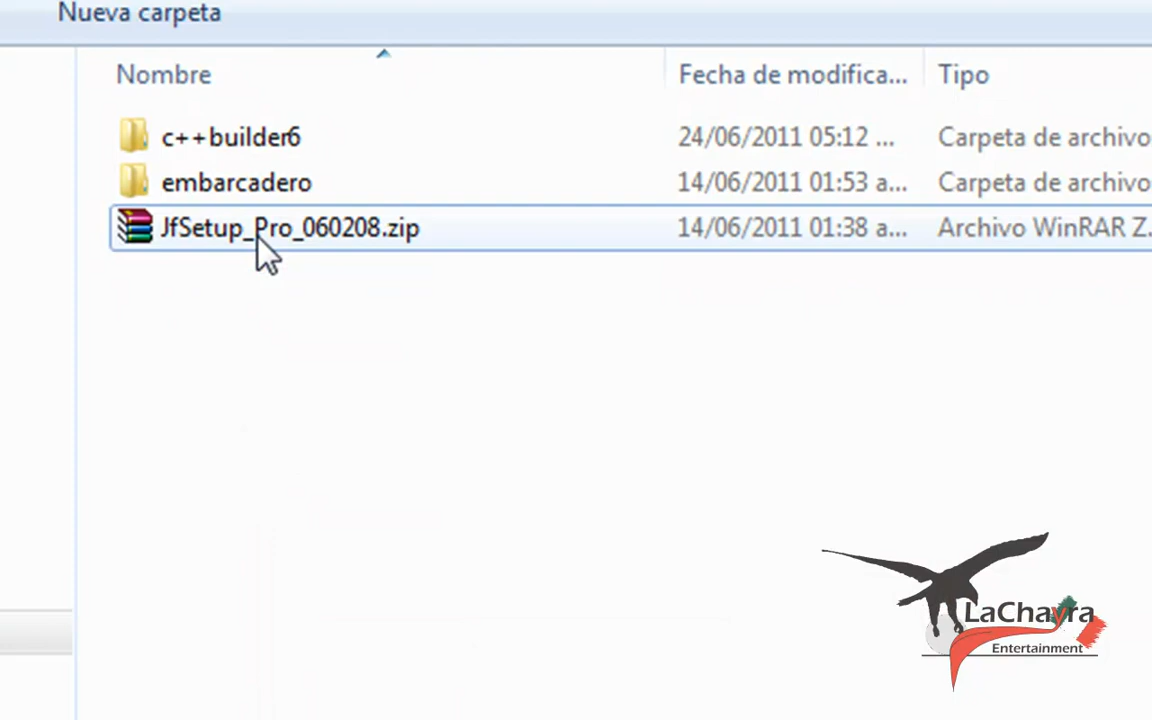 Nueva carpeta
Nombre Fecha de modifica... Tipo
c++builder6 24/06/2011 05:12 ... Carpeta de archivo
embarcadero 14/06/2011 01:53 a... Carpeta de archivo
JfSetup_Pro_060208.zip 14/06/2011 01:38 a... Archivo WinRAR Z.
LaChayra
Entertainment